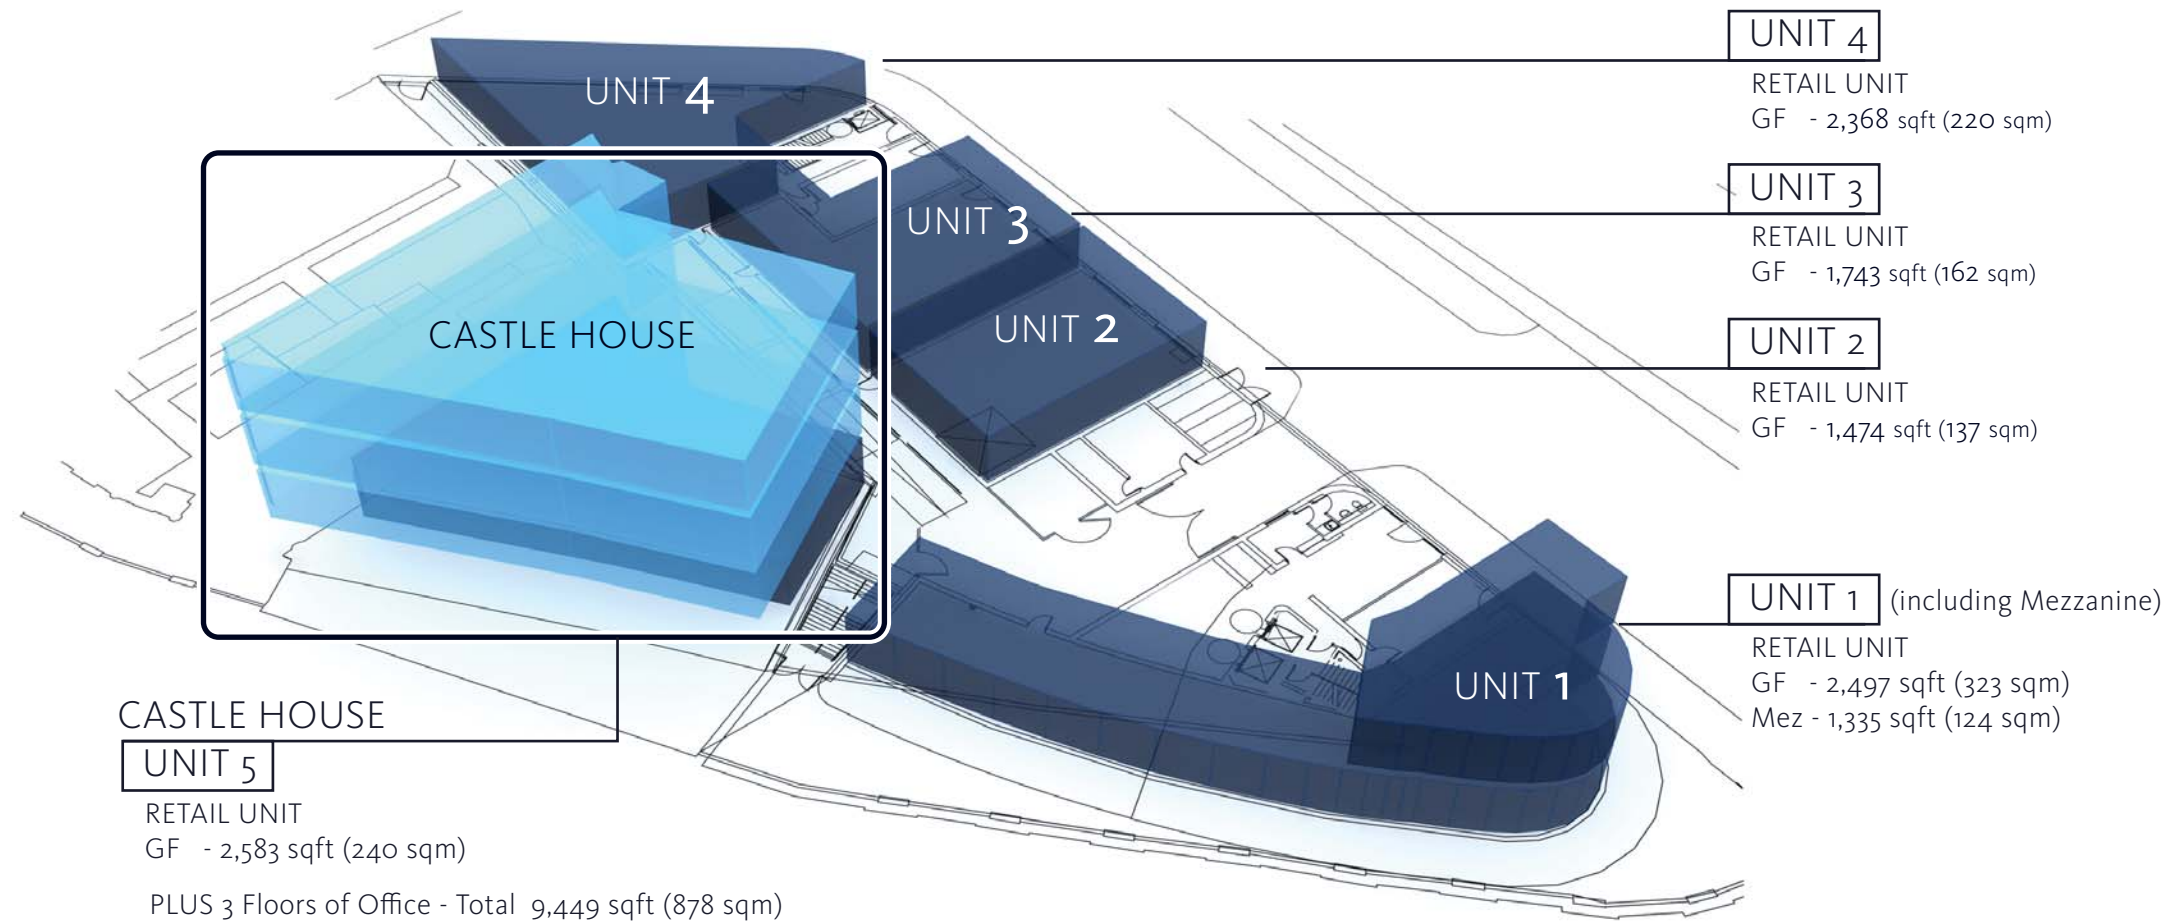 UNIT 4
RETAIL UNIT
GF - 2,368 sqft (220 sqm)
UNIT 3
RETAIL UNIT
GF - 1,743 sqft (162 sqm)
UNIT 2
RETAIL UNIT
GF - 1,474 sqft (137 sqm)
UNIT 1 (including Mezzanine)
RETAIL UNIT
GF - 2,497 sqft (323 sqm)
Mez - 1,335 sqft (124 sqm)
UNIT 4
UNIT 3
UNIT 2
CASTLE HOUSE
UNIT 1
CASTLE HOUSE
UNIT 5
RETAIL UNIT
GF - 2,583 sqft (240 sqm)
PLUS 3 Floors of Office - Total 9,449 sqft (878 sqm)